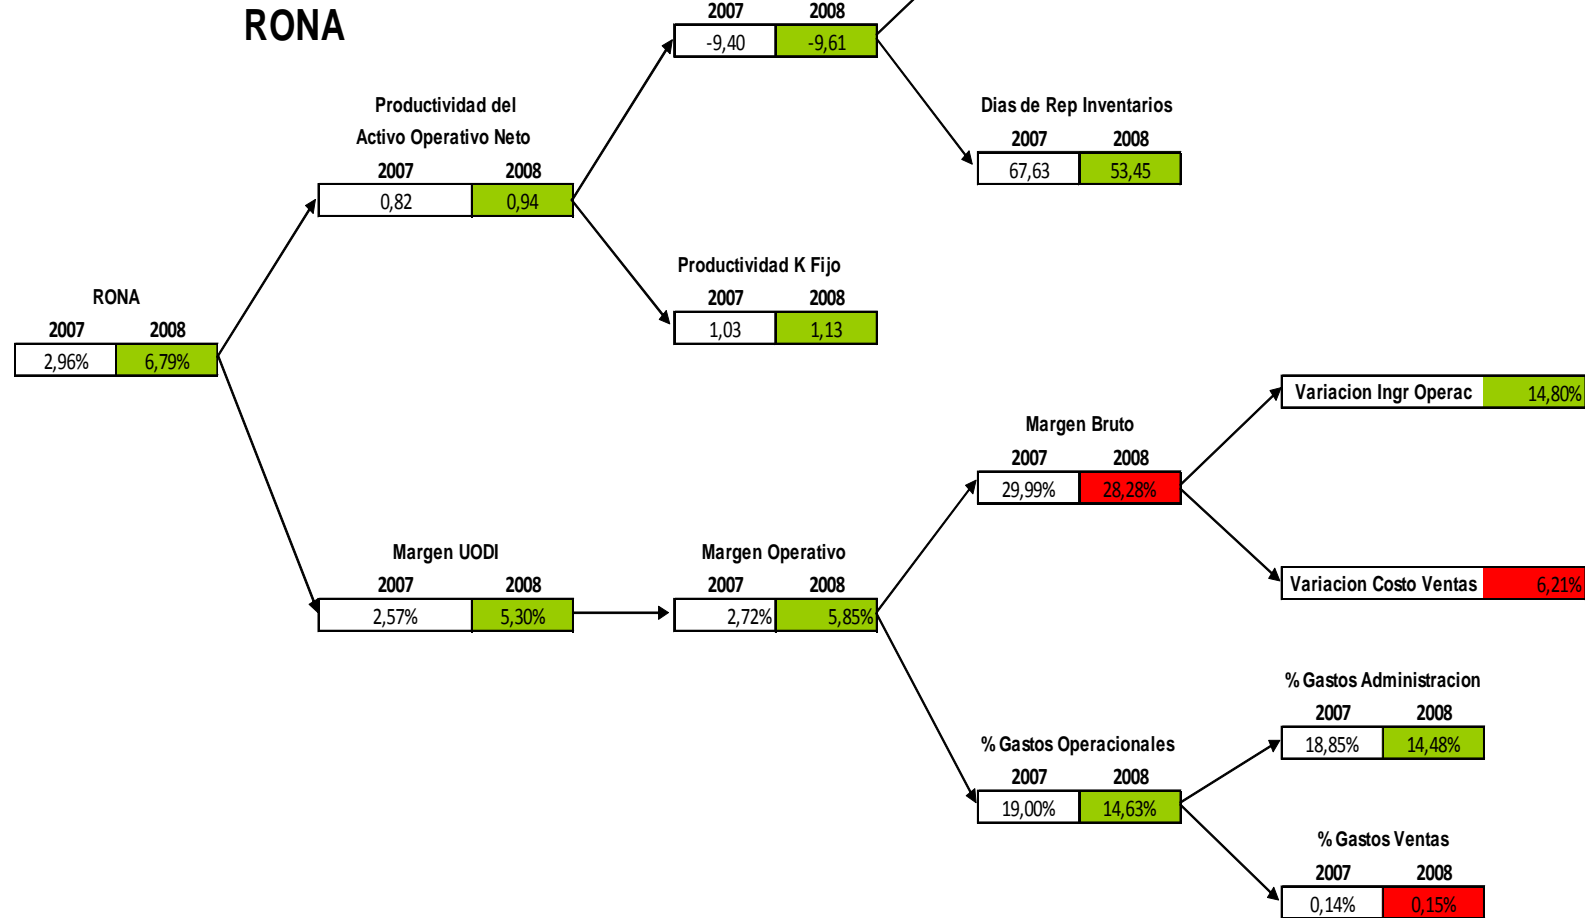 RONA
2007 2008
-9,40 -9,61
Dias de Rep Inventarios
2007 2008
67,63 53,45
Productividad del
Activo Operativo Neto
2007 2008
0,82 0,94
Productividad K Fijo
2007 2008
1,03 1,13
RONA
2007 2008
2,96% 6,79%
Variacion Ingr Operac 14,80%
Margen Bruto
2007 2008
29,99% 28,28%
Variacion Costo Ventas 6,21%
Margen UODI
2007 2008
2,57% 5,30%
Margen Operativo
2007 2008
2,72% 5,85%
% Gastos Administracion
2007 2008
18,85% 14,48%
% Gastos Operacionales
2007 2008
19,00% 14,63%
% Gastos Ventas
2007 2008
0,14% 0,15%